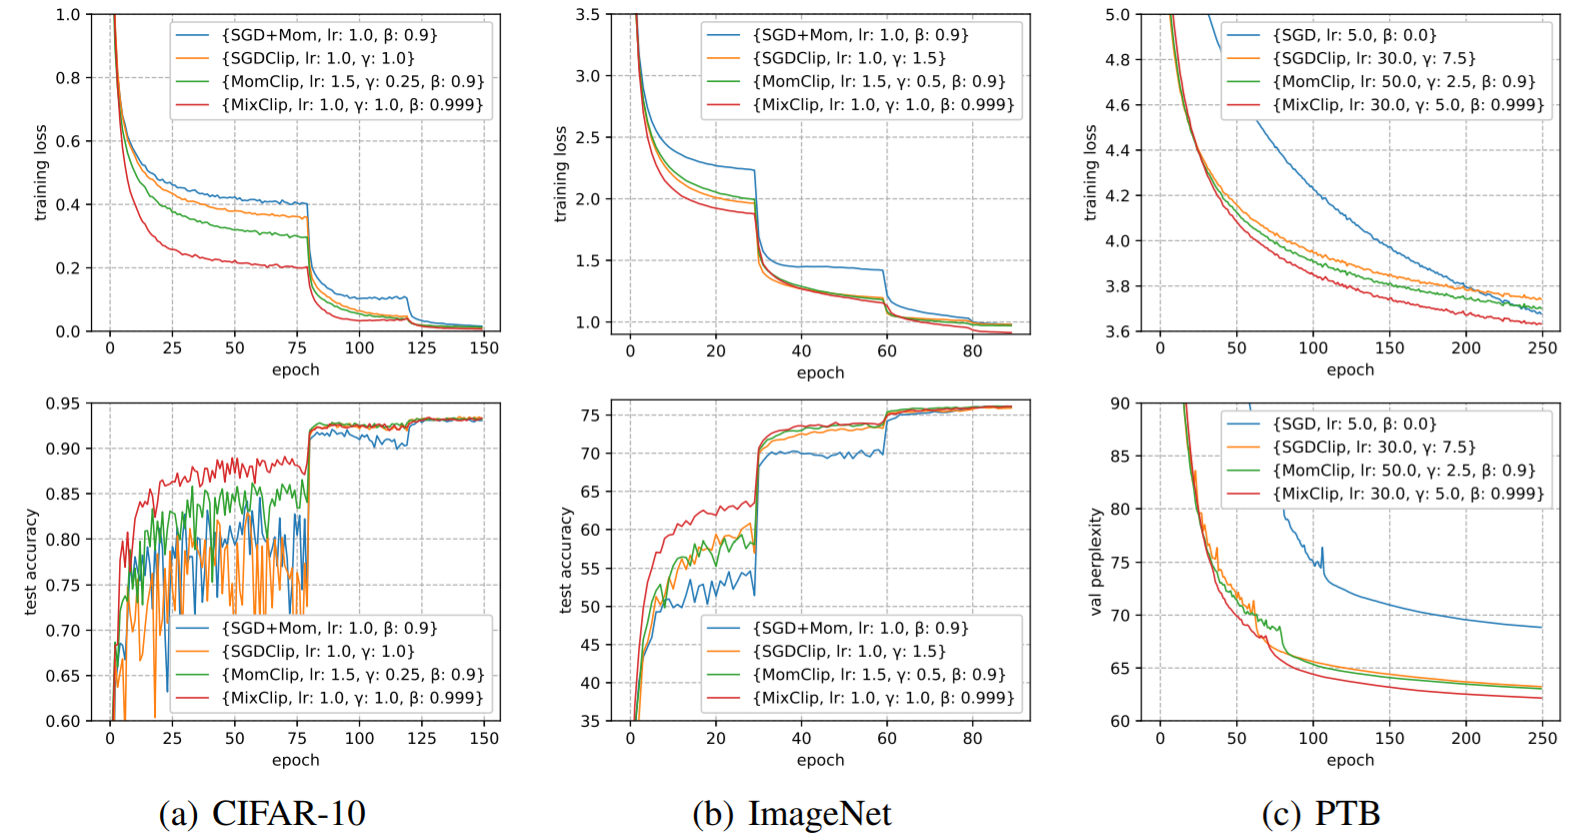 1.0
0.8
0.6
0.4
0.2
0.0
training loss
{SGD+Mom, lr: 1.0, β: 0.9}
{SGDClip, lr: 1.0, γ: 1.0}
{MomClip, lr: 1.5, γ: 0.25, β: 0.9}
{MixClip, lr: 1.0, γ: 1.0, β: 0.999}
0 25 50 75 100 125 150
epoch
3.5
3.0
2.5
2.0
1.5
1.0
training loss
{SGD+Mom, lr: 1.0, β: 0.9}
{SGDClip, lr: 1.0, γ: 1.5}
{MomClip, lr: 1.5, γ: 0.5, β: 0.9}
{MixClip, lr: 1.0, γ: 1.0, β: 0.999}
0 20 40 60 80
epoch
5.0
4.8
4.6
4.4
4.2
4.0
3.8
3.6
training loss
{SGD, lr: 5.0, β: 0.0}
{SGDClip, lr: 30.0, γ: 7.5}
{MomClip, lr: 50.0, γ: 2.5, β: 0.9}
{MixClip, lr: 30.0, γ: 5.0, β: 0.999}
0 50 100 150 200 250
epoch
0.95
0.90
0.85
0.80
0.75
0.70
0.65
0.60
test accuracy
{SGD+Mom, lr: 1.0, β: 0.9}
{SGDClip, lr: 1.0, γ: 1.0}
{MomClip, lr: 1.5, γ: 0.25, β: 0.9}
{MixClip, lr: 1.0, γ: 1.0, β: 0.999}
0 25 50 75 100 125 150
epoch
75
70
65
60
55
50
45
40
35
test accuracy
{SGD+Mom, lr: 1.0, β: 0.9}
{SGDClip, lr: 1.0, γ: 1.5}
{MomClip, lr: 1.5, γ: 0.5, β: 0.9}
{MixClip, lr: 1.0, γ: 1.0, β: 0.999}
0 20 40 60 80
epoch
90
85
80
75
70
65
60
val perplexity
{SGD, lr: 5.0, β: 0.0}
{SGDClip, lr: 30.0, γ: 7.5}
{MomClip, lr: 50.0, γ: 2.5, β: 0.9}
{MixClip, lr: 30.0, γ: 5.0, β: 0.999}
0 50 100 150 200 250
epoch
(a) CIFAR-10
(b) ImageNet
(c) PTB